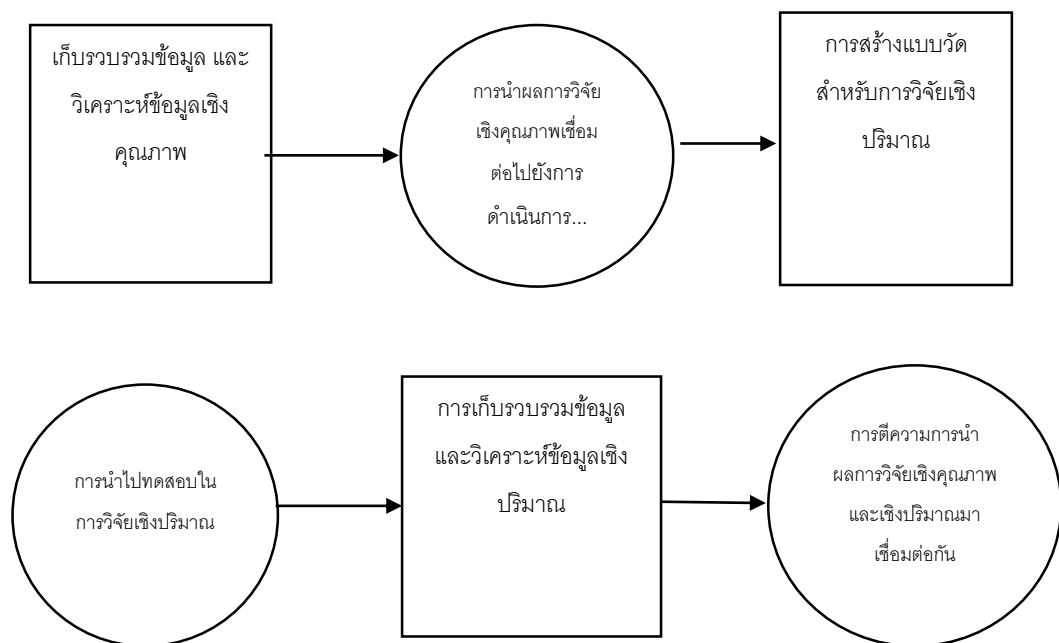 เก็บรวบรวมข้อมูล และ
วิเคราะห์ข้อมูลเชิง
คุณภาพ
การนำผลการวิจัย
เชิงคุณภาพเชื่อม
ต่อไปยังการ
ดำเนินการ...
การสร้างแบบวัด
สำหรับการวิจัยเชิง
ปริมาณ
การนำไปทดสอบใน
การวิจัยเชิงปริมาณ
การเก็บรวบรวมข้อมูล
และวิเคราะห์ข้อมูลเชิง
ปริมาณ
การตีความการนำ
ผลการวิจัยเชิงคุณภาพ
และเชิงปริมาณมา
เชื่อมต่อกัน